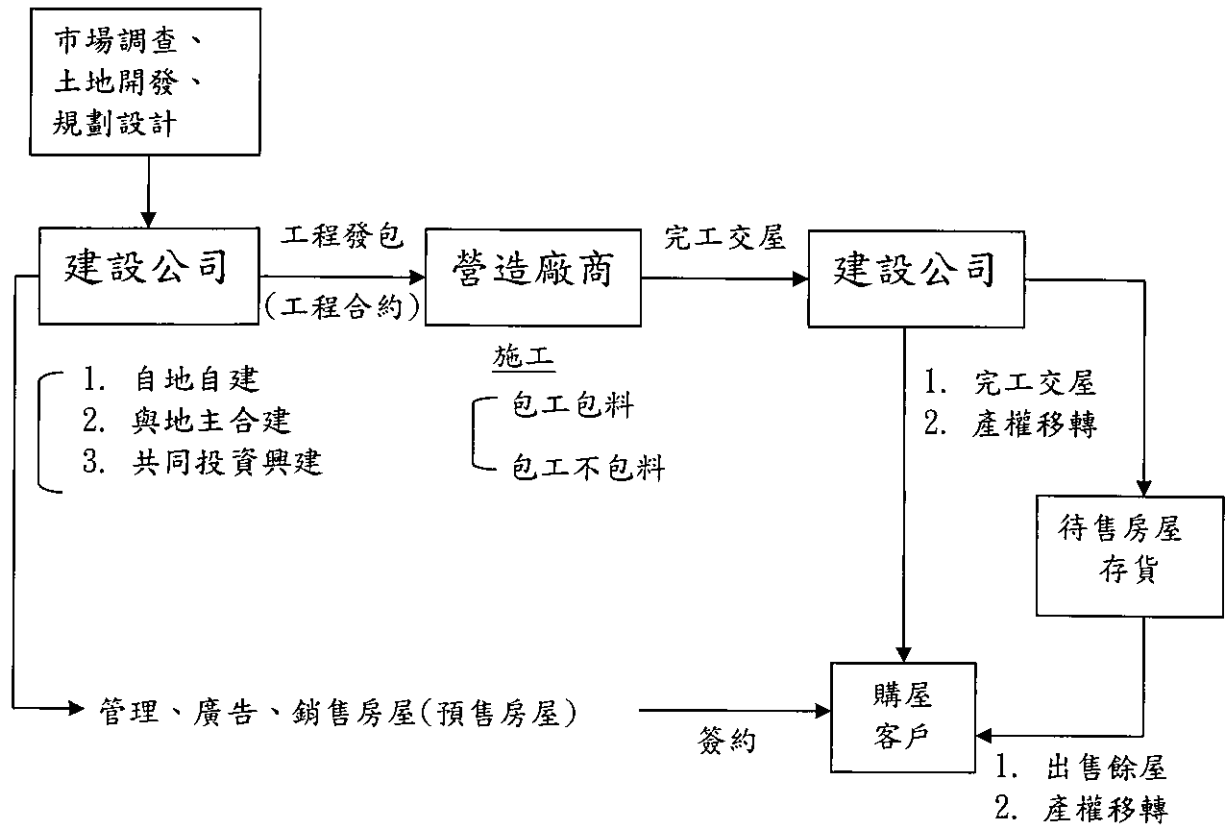 市場調查、
土地開發、
規劃設計
建設公司
工程發包
(工程合約)
營造廠商
完工交屋
建設公司
1. 自地自建
2. 與地主合建
3. 共同投資興建
施工
包工包料
包工不包料
1. 完工交屋
2. 產權移轉
待售房屋
存貨
管理、廣告、銷售房屋(預售房屋)
簽約
購屋
客戶
1. 出售餘屋
2. 產權移轉